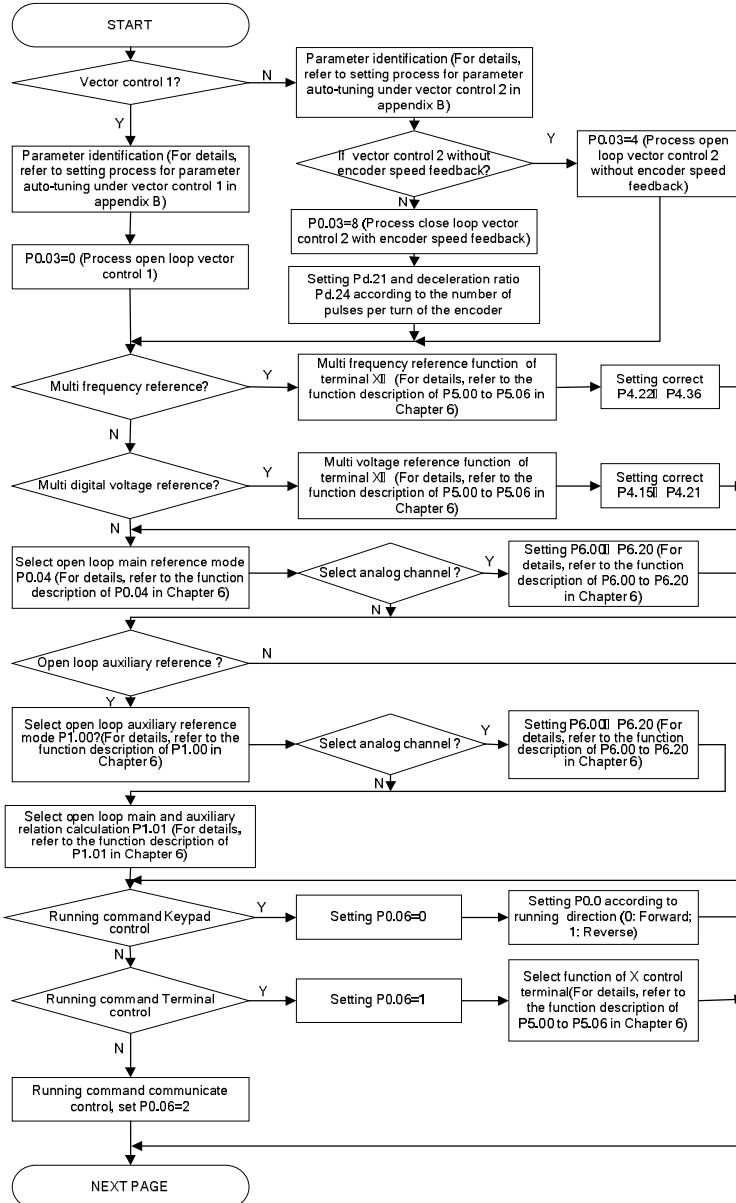 START
Vector control 1?
N
Parameter identification (For details,
refer to setting process for parameter
auto-tuning under vector control 2 in
appendix B)
Y
Parameter identification (For details,
refer to setting process for parameter
auto-tuning under vector control 1 in
appendix B)
If vector control 2 without
encoder speed feedback?
Y
P0.03=4 (Process open
loop vector control 2
without encoder speed
feedback)
N
P0.03=8 (Process close loop vector
control 2 with encoder speed feedback)
P0.03=0 (Process open loop vector
control 1)
Setting Pd.21 and deceleration ratio
Pd.24 according to the number of
pulses per turn of the encoder
Multi frequency reference?
Y
Multi frequency reference function of
terminal XⅡ (For details, refer to the
function description of P5.00 to P5.06 in
Chapter 6)
Setting correct
P4.22 P4.36
N
Multi digital voltage reference?
Y
Multi voltage reference function of
terminal XⅡ (For details, refer to the
function description of P5.00 to P5.06 in
Chapter 6)
Setting correct
P4.15 P4.21
N
Select open loop main reference mode
P0.04 (For details, refer to the function
description of P0.04 in Chapter 6)
Select analog channel ?
Y
Setting P6.00 P6.20 (For
details, refer to the function
description of P6.00 to P6.20
in Chapter 6)
N
Open loop auxiliary reference ?
N
Y
Select open loop auxiliary reference
mode P1.00?(For details, refer to the
function description of P1.00 in
Chapter 6)
Select analog channel ?
Y
Setting P6.00 P6.20 (For
details, refer to the function
description of P6.00 to P6.20
in Chapter 6)
N
Select open loop main and auxiliary
relation calculation P1.01 (For details,
refer to the function description of
P1.01 in Chapter 6)
Running command Keypad
control
Y
Setting P0.06=0
Setting P0.0 according to
running direction (0: Forward;
1: Reverse)
N
Running command Terminal
control
Y
Setting P0.06=1
Select function of X control
terminal(For details, refer to
the function description of
P5.00 to P5.06 in Chapter 6)
N
Running command communicate
control, set P0.06=2
NEXT PAGE